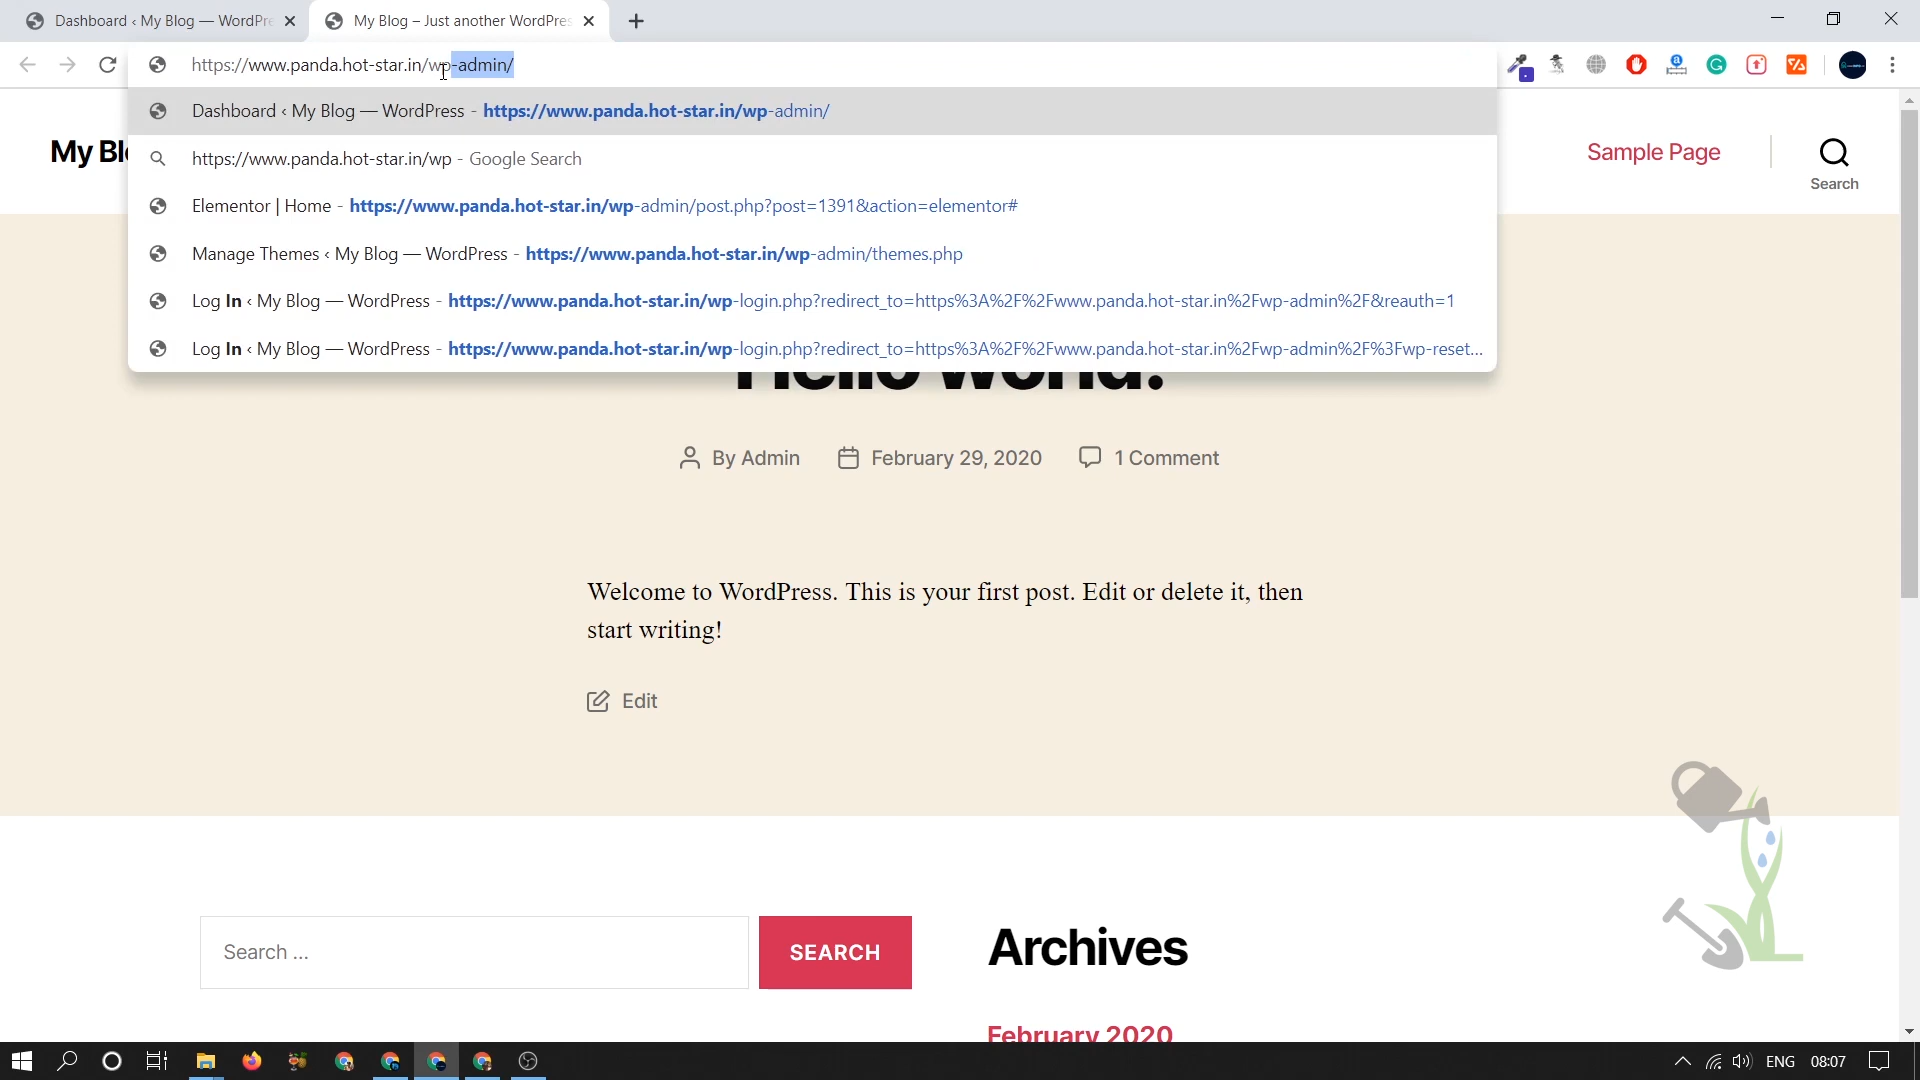 Dashboard ‹ My Blog — WordPre
My Blog – Just another WordPres
https://www.panda.hot-star.in/wp-admin/
Dashboard ‹ My Blog — WordPress - https://www.panda.hot-star.in/wp-admin/
https://www.panda.hot-star.in/wp - Google Search
Elementor | Home - https://www.panda.hot-star.in/wp-admin/post.php?post=1391&action=elementor#
Manage Themes ‹ My Blog — WordPress - https://www.panda.hot-star.in/wp-admin/themes.php
Log In ‹ My Blog — WordPress - https://www.panda.hot-star.in/wp-login.php?redirect_to=https%3A%2F%2Fwww.panda.hot-star.in%2Fwp-admin%2F&reauth=1
Log In ‹ My Blog — WordPress - https://www.panda.hot-star.in/wp-login.php?redirect_to=https%3A%2F%2Fwww.panda.hot-star.in%2Fwp-admin%2F%3Fwp-reset...
My Blo
Sample Page
Search
Hello world!
By Admin
February 29, 2020
1 Comment
Welcome to WordPress. This is your first post. Edit or delete it, then
start writing!
Edit
Search ...
SEARCH
Archives
February 2020
ENG
08:07